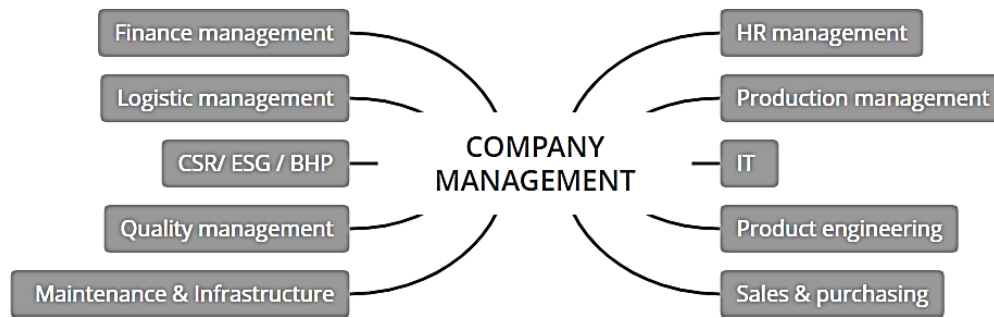 Finance management
Logistic management
CSR/ ESG / BHP
Quality management
Maintenance & Infrastructure
COMPANY
MANAGEMENT
HR management
Production management
IT
Product engineering
Sales & purchasing